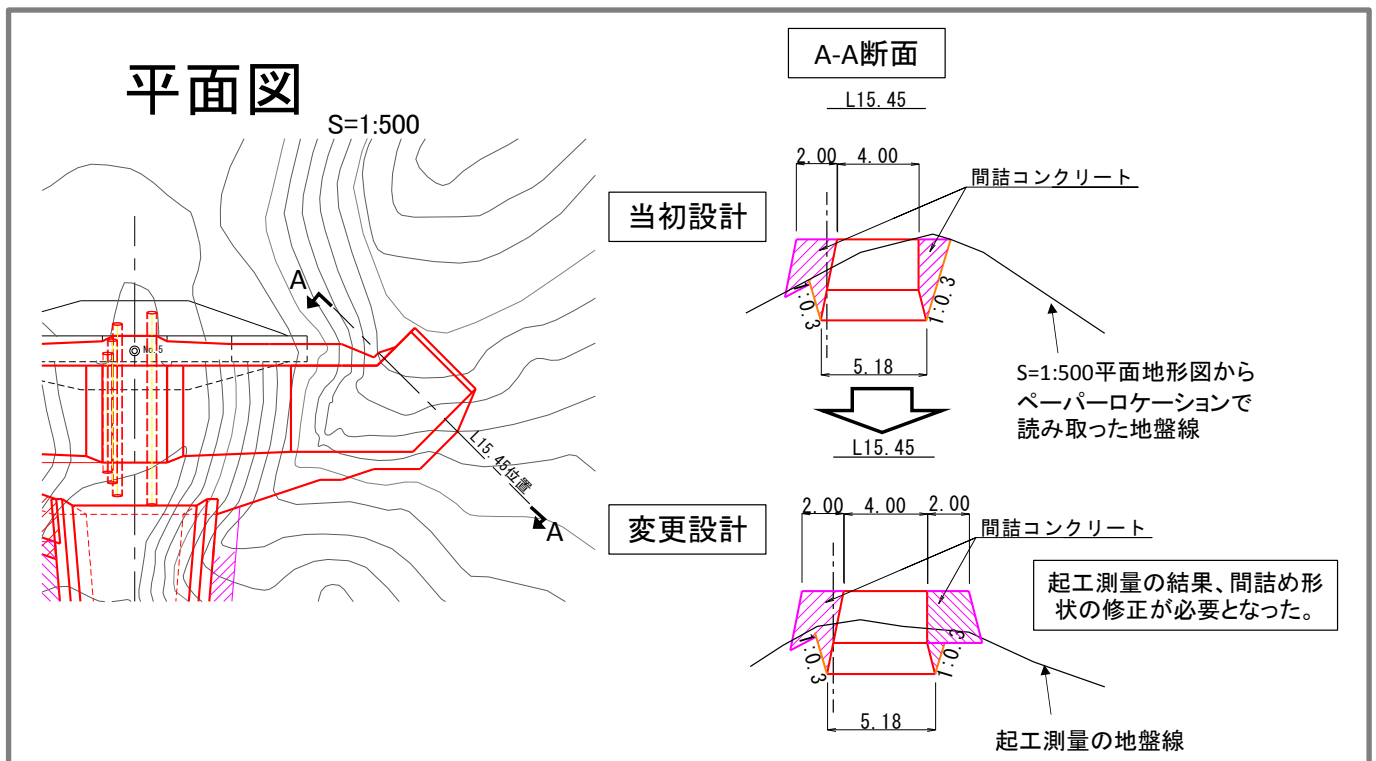 平面図
S=1:500
A
No.5
L15.45位置
A
A-A断面
L15.45
当初設計
2.00
4.00
間詰コンクリート
1:0.3
1:0.3
5.18
S=1:500平面地形図から
ペーパーロケーションで
読み取った地盤線
L15.45
変更設計
2.00
4.00
2.00
間詰コンクリート
起工測量の結果、間詰め形
状の修正が必要となった。
1:0.3
1:0.3
5.18
起工測量の地盤線